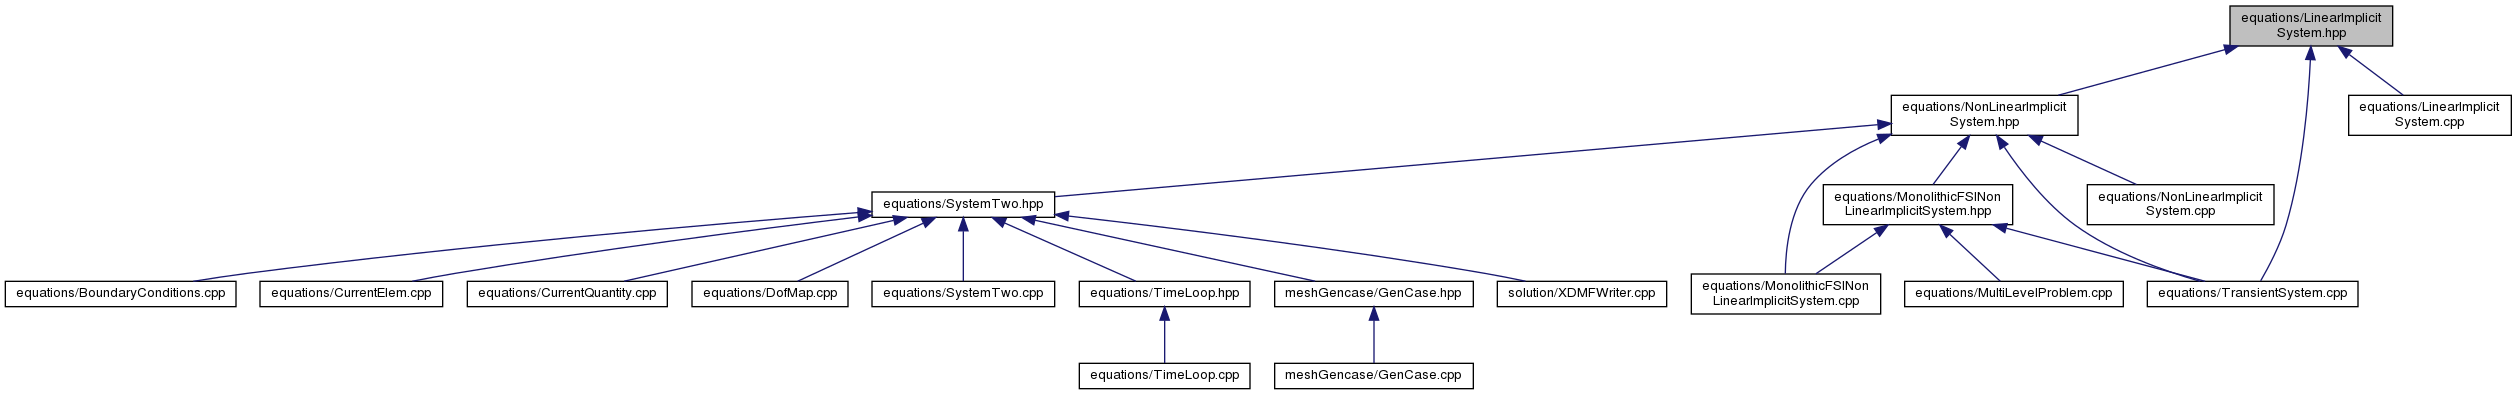 equations/LinearImplicit
System.hpp
equations/NonLinearImplicit
System.hpp
equations/LinearImplicit
System.cpp
equations/SystemTwo.hpp
equations/MonolithicFSINon
LinearImplicitSystem.hpp
equations/NonLinearImplicit
System.cpp
equations/BoundaryConditions.cpp
equations/CurrentElem.cpp
equations/CurrentQuantity.cpp
equations/DofMap.cpp
equations/SystemTwo.cpp
equations/TimeLoop.hpp
meshGencase/GenCase.hpp
solution/XDMFWriter.cpp
equations/MonolithicFSINon
LinearImplicitSystem.cpp
equations/MultiLevelProblem.cpp
equations/TransientSystem.cpp
equations/TimeLoop.cpp
meshGencase/GenCase.cpp